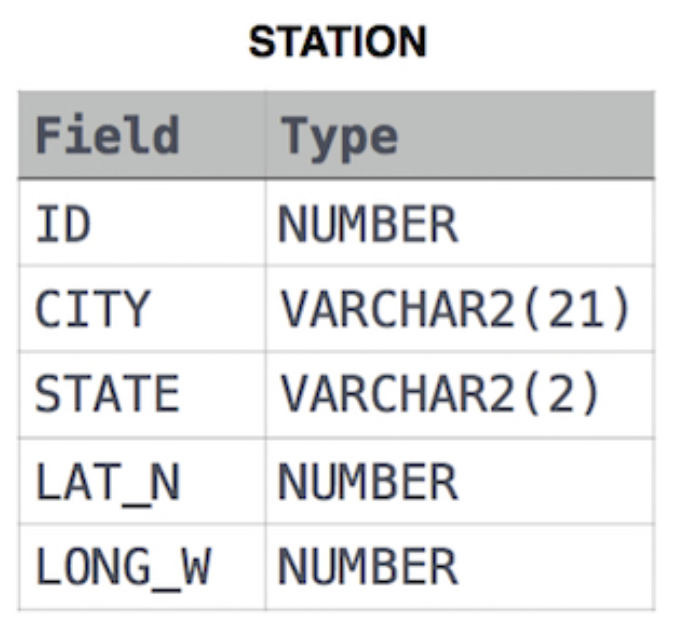 STATION
Field Type
ID NUMBER
CITY VARCHAR2(21)
STATE VARCHAR2(2)
LAT_N NUMBER
LONG_W NUMBER